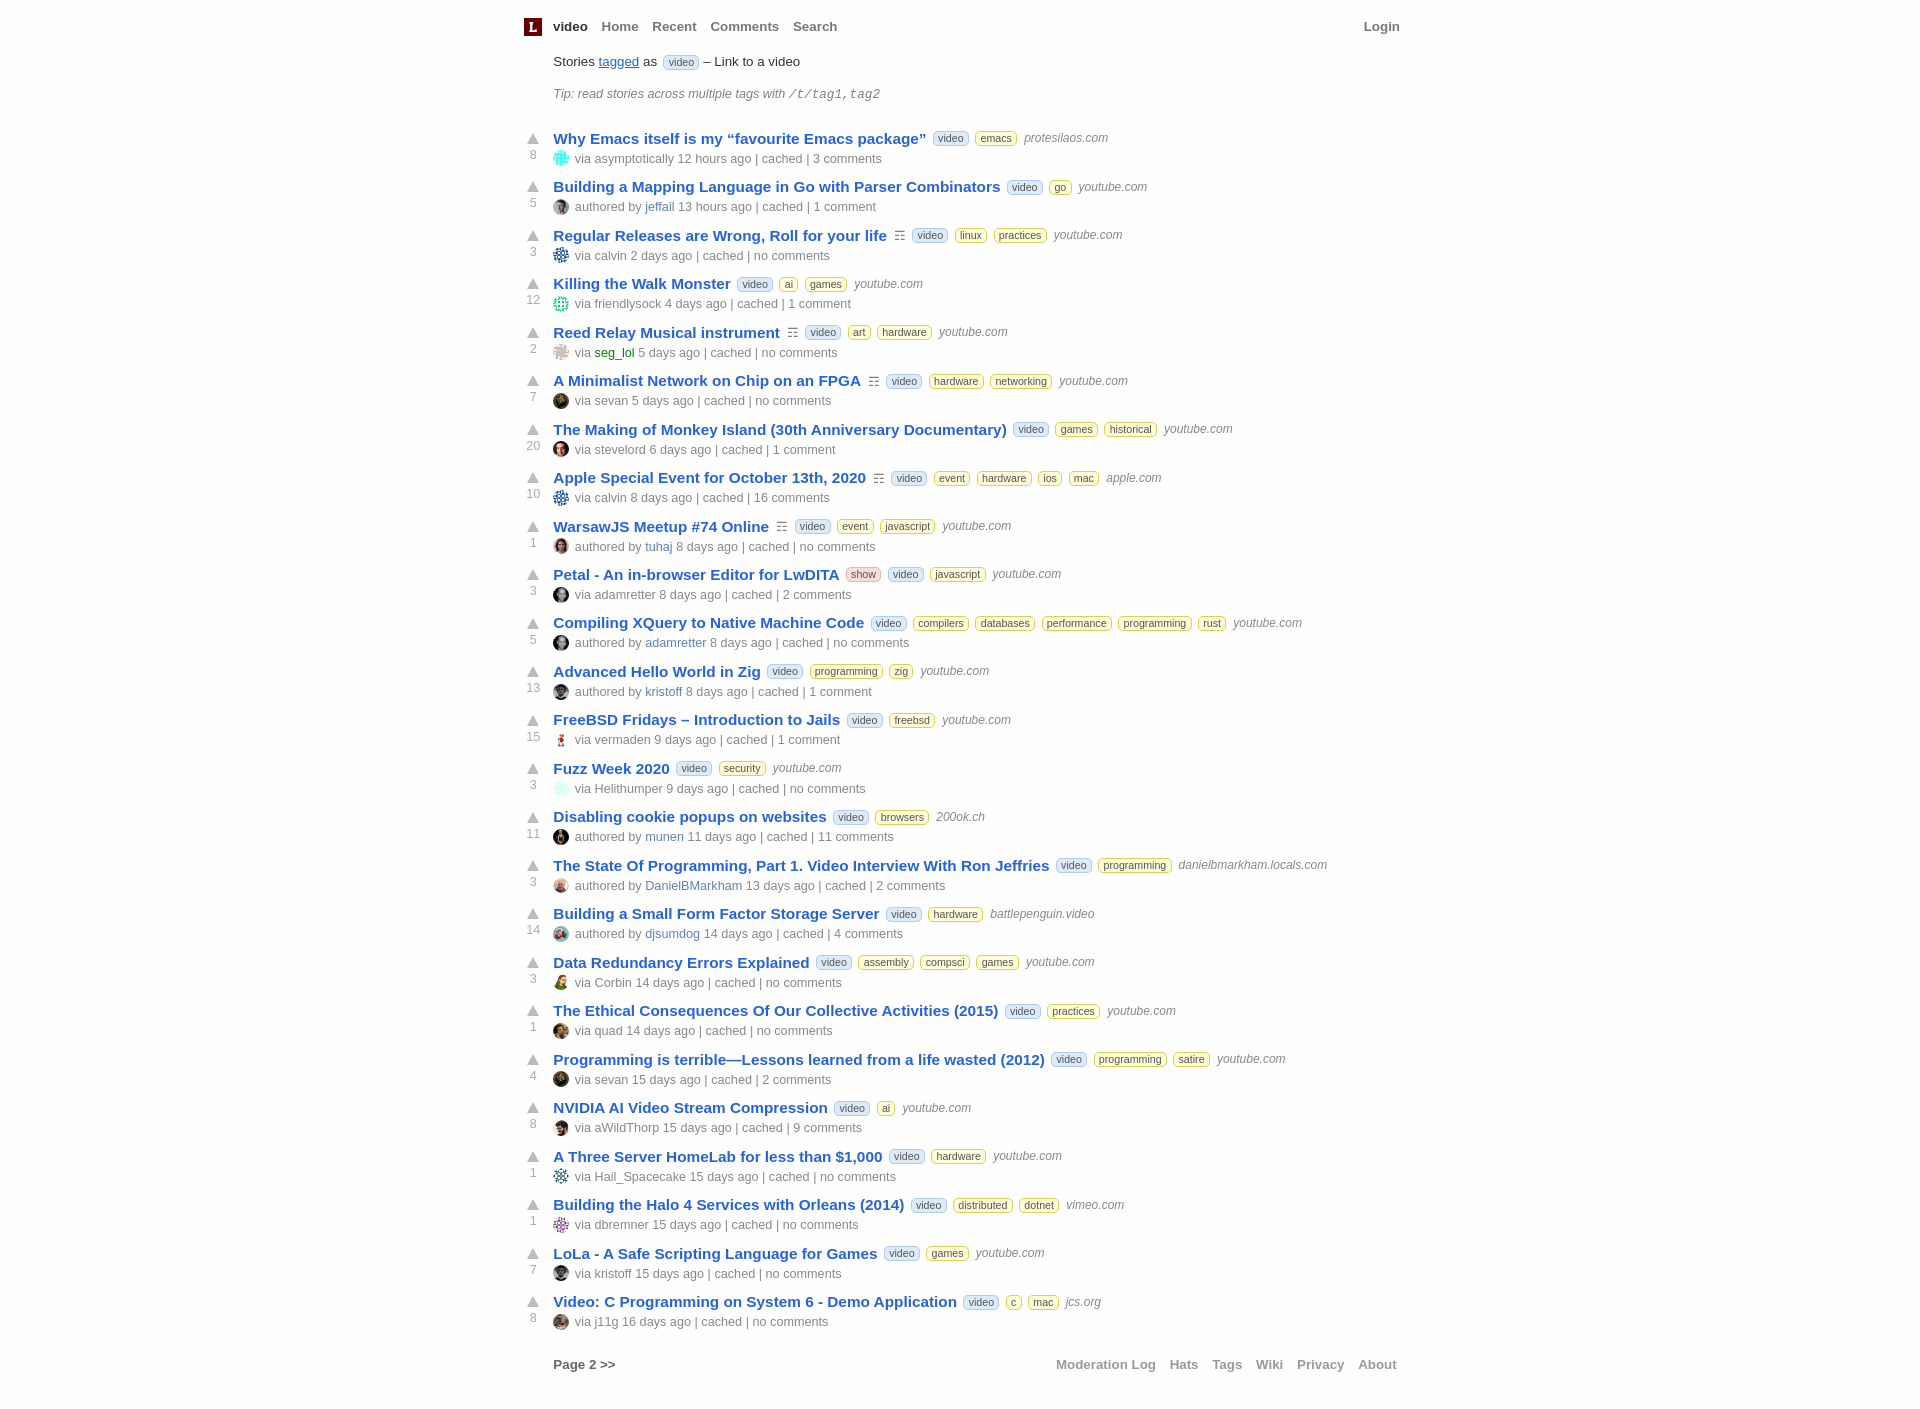 L video Home Recent Comments Search Login
Stories tagged as video – Link to a video
Tip: read stories across multiple tags with /t/tag1,tag2
Why Emacs itself is my “favourite Emacs package” video emacs protesilaos.com
8 via asymptotically 12 hours ago | cached | 3 comments
Building a Mapping Language in Go with Parser Combinators video go youtube.com
5 authored by jeffail 13 hours ago | cached | 1 comment
Regular Releases are Wrong, Roll for your life ☶ video linux practices youtube.com
3 via calvin 2 days ago | cached | no comments
Killing the Walk Monster video ai games youtube.com
12 via friendlysock 4 days ago | cached | 1 comment
Reed Relay Musical instrument ☶ video art hardware youtube.com
2 via seg_lol 5 days ago | cached | no comments
A Minimalist Network on Chip on an FPGA ☶ video hardware networking youtube.com
7 via sevan 5 days ago | cached | no comments
The Making of Monkey Island (30th Anniversary Documentary) video games historical youtube.com
20 via stevelord 6 days ago | cached | 1 comment
Apple Special Event for October 13th, 2020 ☶ video event hardware ios mac apple.com
10 via calvin 8 days ago | cached | 16 comments
WarsawJS Meetup #74 Online ☶ video event javascript youtube.com
1 authored by tuhaj 8 days ago | cached | no comments
Petal - An in-browser Editor for LwDITA show video javascript youtube.com
3 via adamretter 8 days ago | cached | 2 comments
Compiling XQuery to Native Machine Code video compilers databases performance programming rust youtube.com
5 authored by adamretter 8 days ago | cached | no comments
Advanced Hello World in Zig video programming zig youtube.com
13 authored by kristoff 8 days ago | cached | 1 comment
FreeBSD Fridays – Introduction to Jails video freebsd youtube.com
15 via vermaden 9 days ago | cached | 1 comment
Fuzz Week 2020 video security youtube.com
3 via Helithumper 9 days ago | cached | no comments
Disabling cookie popups on websites video browsers 200ok.ch
11 authored by munen 11 days ago | cached | 11 comments
The State Of Programming, Part 1. Video Interview With Ron Jeffries video programming danielbmarkham.locals.com
3 authored by DanielBMarkham 13 days ago | cached | 2 comments
Building a Small Form Factor Storage Server video hardware battlepenguin.video
14 authored by djsumdog 14 days ago | cached | 4 comments
Data Redundancy Errors Explained video assembly compsci games youtube.com
3 via Corbin 14 days ago | cached | no comments
The Ethical Consequences Of Our Collective Activities (2015) video practices youtube.com
1 via quad 14 days ago | cached | no comments
Programming is terrible—Lessons learned from a life wasted (2012) video programming satire youtube.com
4 via sevan 15 days ago | cached | 2 comments
NVIDIA AI Video Stream Compression video ai youtube.com
8 via aWildThorp 15 days ago | cached | 9 comments
A Three Server HomeLab for less than $1,000 video hardware youtube.com
1 via Hail_Spacecake 15 days ago | cached | no comments
Building the Halo 4 Services with Orleans (2014) video distributed dotnet vimeo.com
1 via dbremner 15 days ago | cached | no comments
LoLa - A Safe Scripting Language for Games video games youtube.com
7 via kristoff 15 days ago | cached | no comments
Video: C Programming on System 6 - Demo Application video c mac jcs.org
8 via j11g 16 days ago | cached | no comments
Page 2 >> Moderation Log Hats Tags Wiki Privacy About